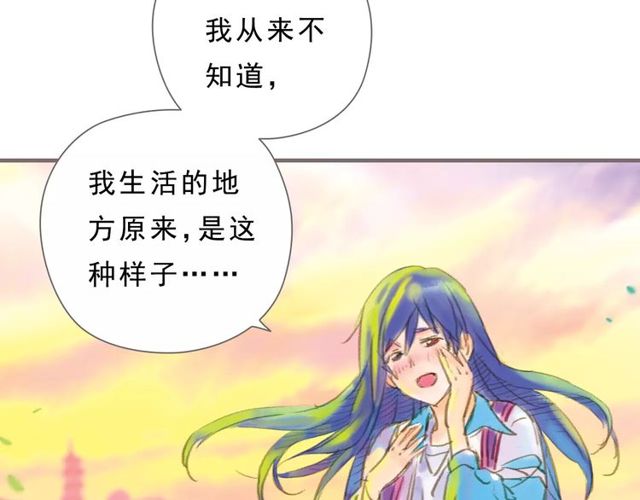 我从来不
知道，
我生活的地
方原来，是这
种样子……